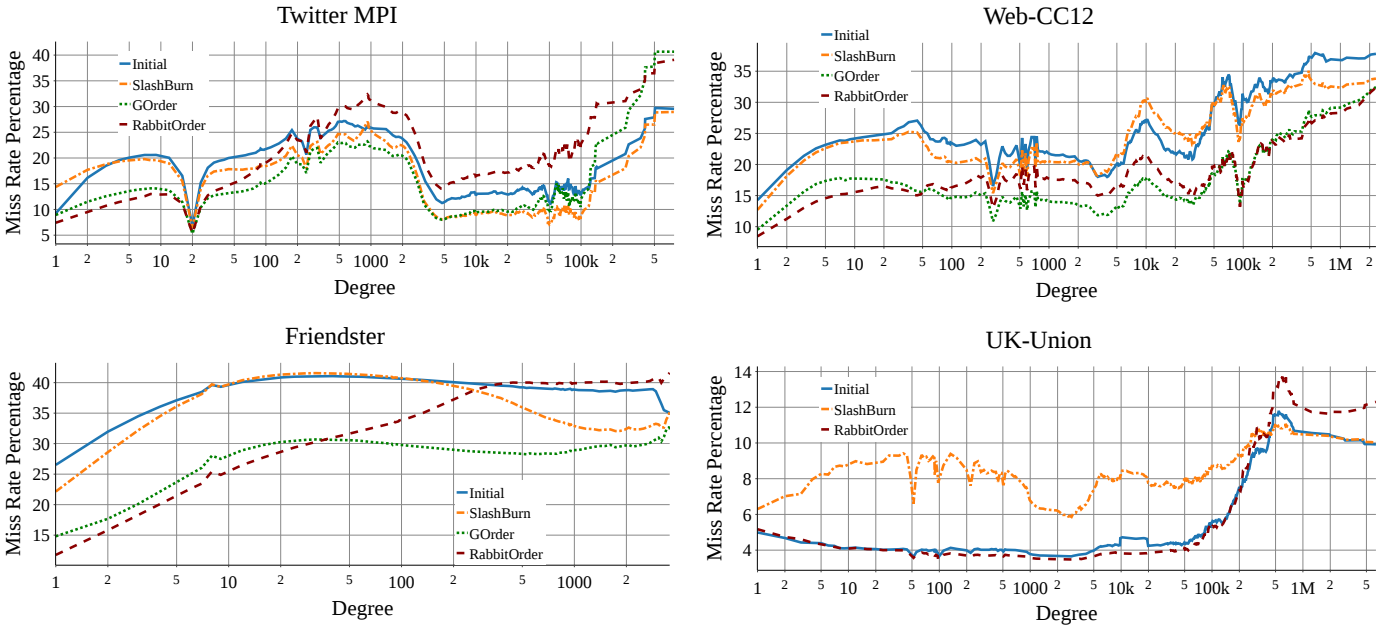 Twitter MPI
Miss Rate Percentage
40
35
30
25
20
15
10
5
Initial
SlashBurn
GOrder
RabbitOrder
1 2 5 10 2 5 100 2 5 1000 2 5 10k 2 5 100k 2 5
Degree
Web-CC12
Miss Rate Percentage
35
30
25
20
15
10
Initial
SlashBurn
GOrder
RabbitOrder
1 2 5 10 2 5 100 2 5 1000 2 5 10k 2 5 100k 2 5 1M 2
Degree
Friendster
Miss Rate Percentage
40
35
30
25
20
15
Initial
SlashBurn
GOrder
RabbitOrder
1 2 5 10 2 5 100 2 5 1000 2
Degree
UK-Union
Miss Rate Percentage
14
12
10
8
6
4
Initial
SlashBurn
RabbitOrder
1 2 5 10 2 5 100 2 5 1000 2 5 10k 2 5 100k 2 5 1M 2 5
Degree